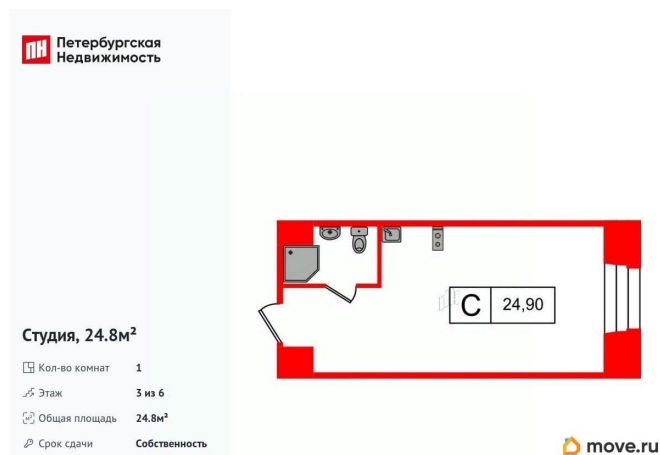 ПН Петербургская
Недвижимость
С 24,90
Студия, 24.8м²
Кол-во комнат 1
Этаж 3 из 6
Общая площадь 24.8м²
Срок сдачи Собственность
move.ru